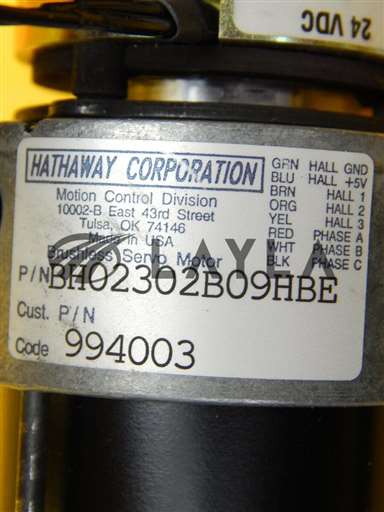 24 VDC
HATHAWAY CORPORATION
Motion Control Division
10002-B East 43rd Street
Tulsa, OK 74146
Made in USA
Brushless Servo Motor
GRN HALL GND
BLU HALL +5V
BRN HALL 1
ORG HALL 2
YEL HALL 3
RED PHASE A
WHT PHASE B
BLK PHASE C
P/N BH02302B09HBE
Cust. P/N
Code 994003
LAYLA